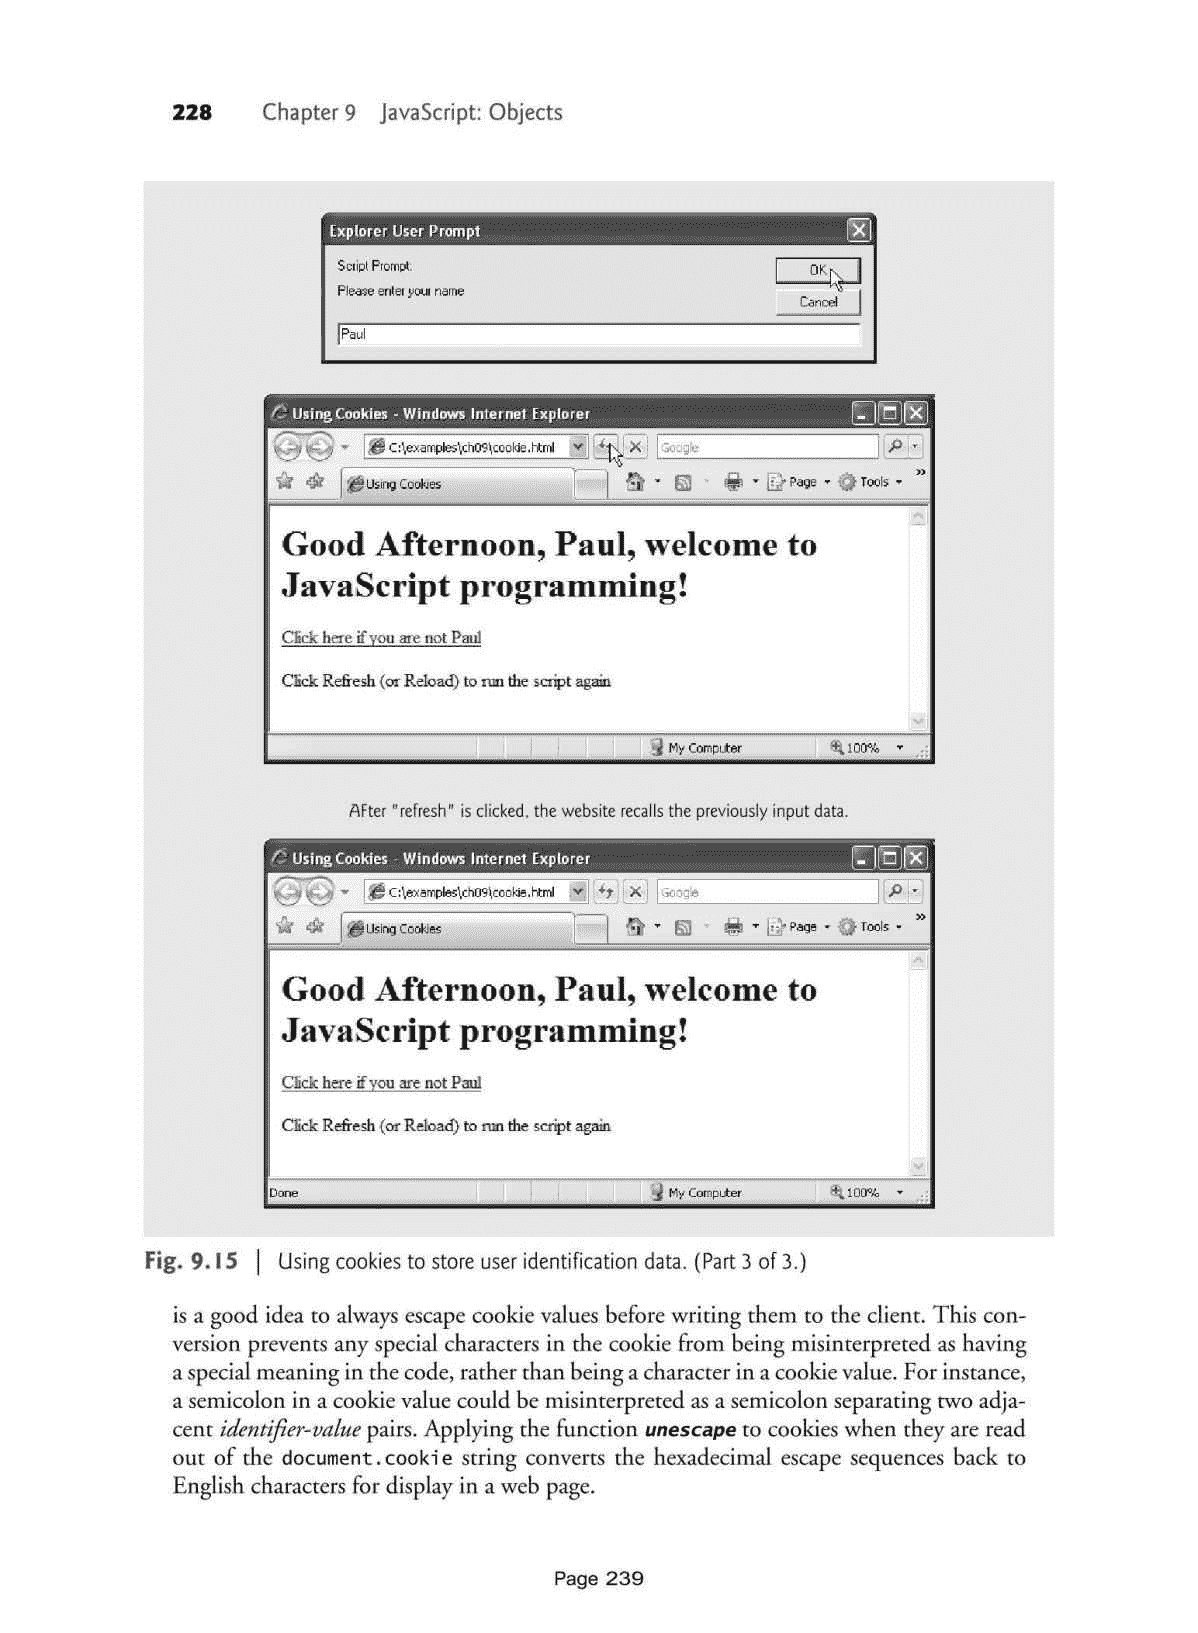 228 Chapter 9 JavaScript: Objects
Explorer User Prompt
Script Prompt:
OK
Please enter your name
Cancel
Paul
Using Cookies - Windows Internet Explorer
C:\examples\ch09\cookie.html
Google
Using Cookies
Page
Tools
Good Afternoon, Paul, welcome to
JavaScript programming!
Click here if you are not Paul
Click Refresh (or Reload) to run the script again
My Computer
100%
After "refresh" is clicked, the website recalls the previously input data.
Using Cookies - Windows Internet Explorer
C:\examples\ch09\cookie.html
Google
Using Cookies
Page
Tools
Good Afternoon, Paul, welcome to
JavaScript programming!
Click here if you are not Paul
Click Refresh (or Reload) to run the script again
Done
My Computer
100%
Fig. 9.15 | Using cookies to store user identification data. (Part 3 of 3.)
is a good idea to always escape cookie values before writing them to the client. This con-
version prevents any special characters in the cookie from being misinterpreted as having
a special meaning in the code, rather than being a character in a cookie value. For instance,
a semicolon in a cookie value could be misinterpreted as a semicolon separating two adja-
cent identifier-value pairs. Applying the function unescape to cookies when they are read
out of the document.cookie string converts the hexadecimal escape sequences back to
English characters for display in a web page.
Page 239